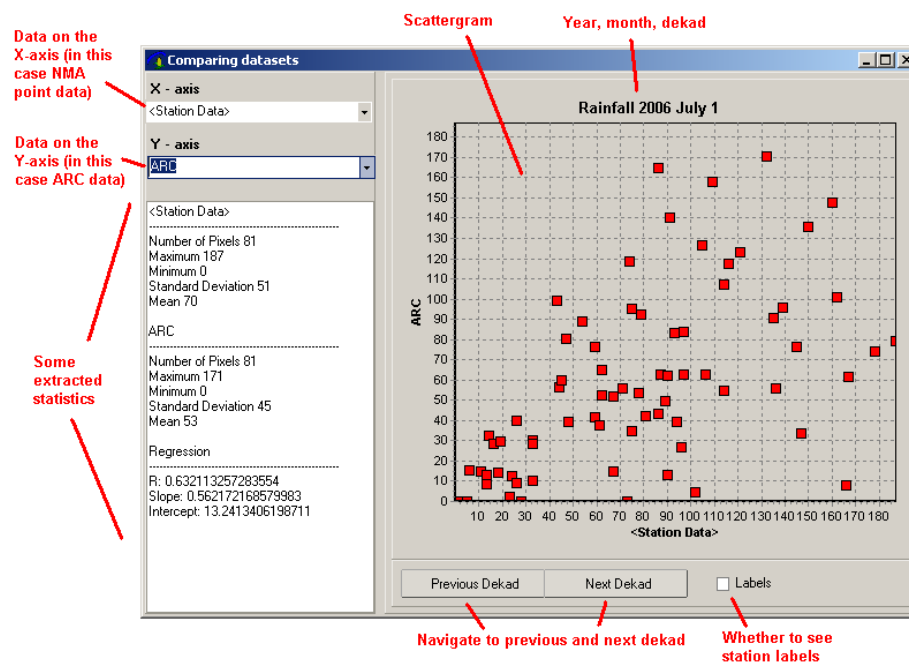 Scattergram
Year, month, dekad
Data on the
X-axis (in this
case NMA
point data)
Data on the
Y-axis (in this
case ARC data)
Some
extracted
statistics
Comparing datasets
X - axis
<Station Data>
Y - axis
ARC
<Station Data>
Number of Pixels 81
Maximum 187
Minimum 0
Standard Deviation 51
Mean 70
ARC
Number of Pixels 81
Maximum 171
Minimum 0
Standard Deviation 45
Mean 53
Regression
R: 0.632113257283554
Slope: 0.562172168579983
Intercept: 13.2413406198711
Rainfall 2006 July 1
180
170
160
150
140
130
120
110
100
90
80
70
60
50
40
30
20
10
0
ARC
10 20 30 40 50 60 70 80 90 100 110 120 130 140 150 160 170 180
<Station Data>
Previous Dekad
Next Dekad
Labels
Navigate to previous and next dekad
Whether to see
station labels